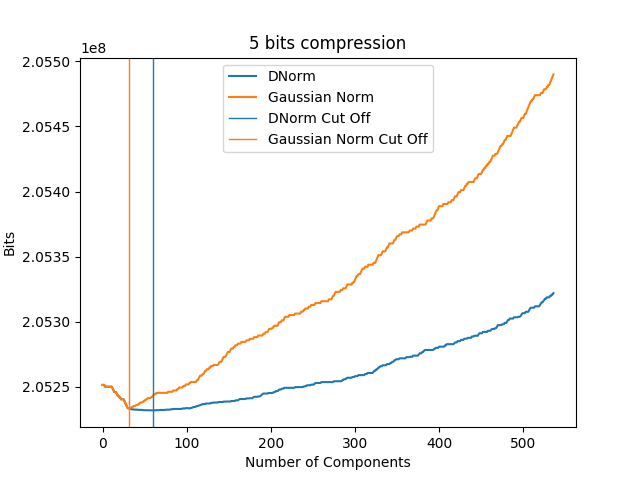 5 bits compression
1e8
2.0550
2.0545
2.0540
2.0535
2.0530
2.0525
Bits
DNorm
Gaussian Norm
DNorm Cut Off
Gaussian Norm Cut Off
0 100 200 300 400 500
Number of Components